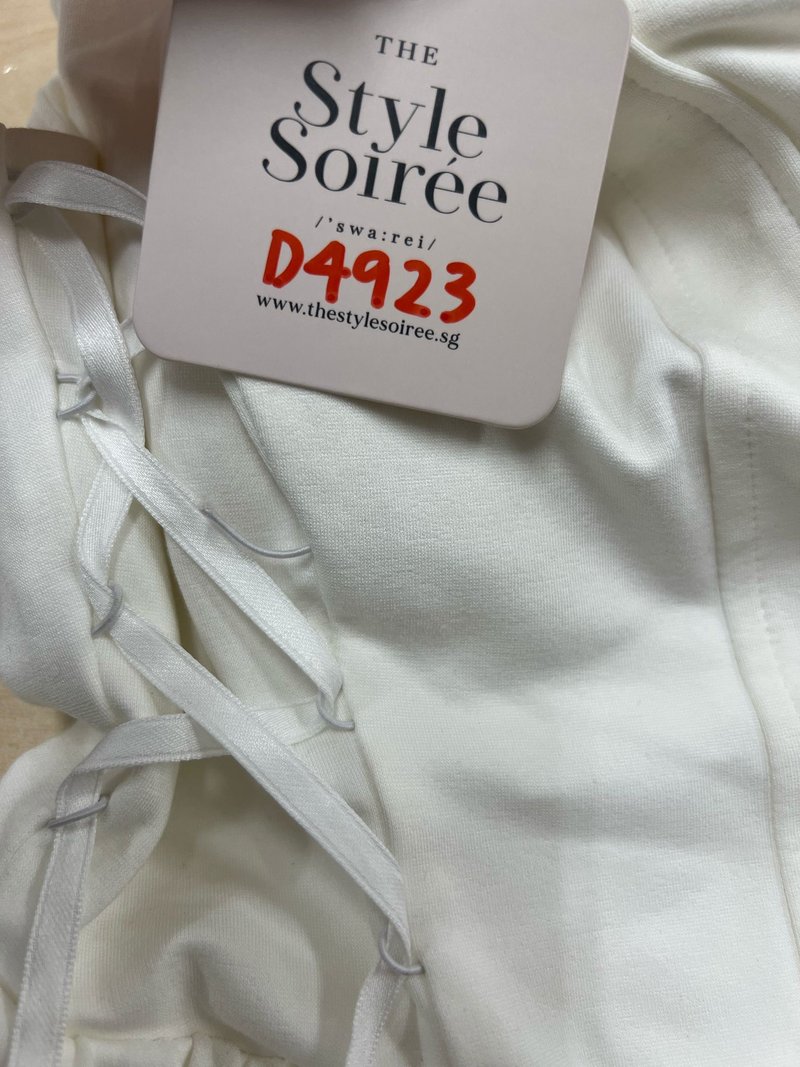 THE
Style
Soirée
/'swa:rei/
D4923
www.thestylesoiree.sg